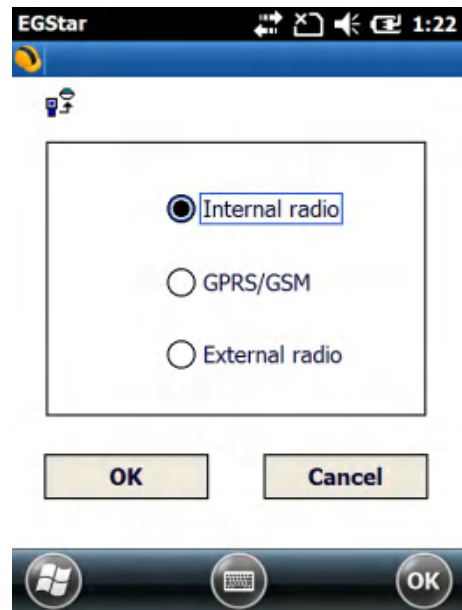 EGStar 1:22
Internal radio
GPRS/GSM
External radio
OK Cancel
OK